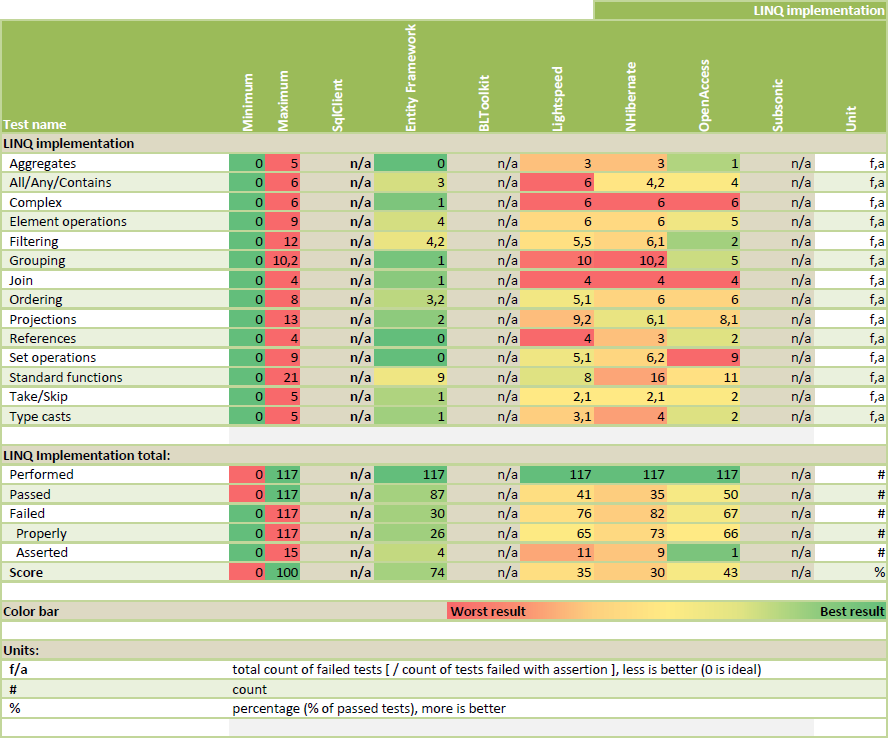 LINQ implementation
Test name Minimum Maximum SqlClient Entity Framework BLToolkit Lightspeed NHibernate OpenAccess Subsonic Unit
LINQ implementation
Aggregates 0 5 n/a 0 n/a 3 3 1 n/a f,a
All/Any/Contains 0 6 n/a 3 n/a 6 4,2 4 n/a f,a
Complex 0 6 n/a 1 n/a 6 6 6 n/a f,a
Element operations 0 9 n/a 4 n/a 6 6 5 n/a f,a
Filtering 0 12 n/a 4,2 n/a 5,5 6,1 2 n/a f,a
Grouping 0 10,2 n/a 1 n/a 10 10,2 5 n/a f,a
Join 0 4 n/a 1 n/a 4 4 4 n/a f,a
Ordering 0 8 n/a 3,2 n/a 5,1 6 6 n/a f,a
Projections 0 13 n/a 2 n/a 9,2 6,1 8,1 n/a f,a
References 0 4 n/a 0 n/a 4 3 2 n/a f,a
Set operations 0 9 n/a 0 n/a 5,1 6,2 9 n/a f,a
Standard functions 0 21 n/a 9 n/a 8 16 11 n/a f,a
Take/Skip 0 5 n/a 1 n/a 2,1 2,1 2 n/a f,a
Type casts 0 5 n/a 1 n/a 3,1 4 2 n/a f,a
LINQ Implementation total:
Performed 0 117 n/a 117 n/a 117 117 117 n/a #
Passed 0 117 n/a 87 n/a 41 35 50 n/a #
Failed 0 117 n/a 30 n/a 76 82 67 n/a #
Properly 0 117 n/a 26 n/a 65 73 66 n/a #
Asserted 0 15 n/a 4 n/a 11 9 1 n/a #
Score 0 100 n/a 74 n/a 35 30 43 n/a %
Color bar Worst result Best result
Units:
f/a total count of failed tests [ / count of tests failed with assertion ], less is better (0 is ideal)
# count
% percentage (% of passed tests), more is better